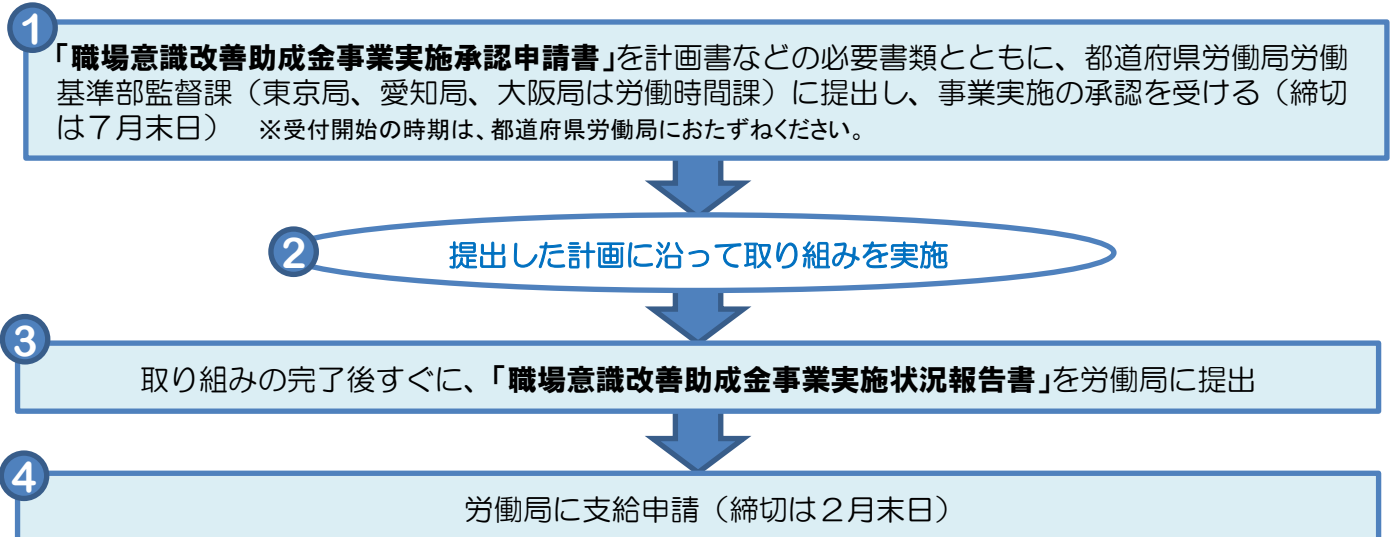 1
「職場意識改善助成金事業実施承認申請書」を計画書などの必要書類とともに、都道府県労働局労働
基準部監督課（東京局、愛知局、大阪局は労働時間課）に提出し、事業実施の承認を受ける（締切
は７月末日）　※受付開始の時期は、都道府県労働局におたずねください。
2
提出した計画に沿って取り組みを実施
3
取り組みの完了後すぐに、「職場意識改善助成金事業実施状況報告書」を労働局に提出
4
労働局に支給申請（締切は２月末日）